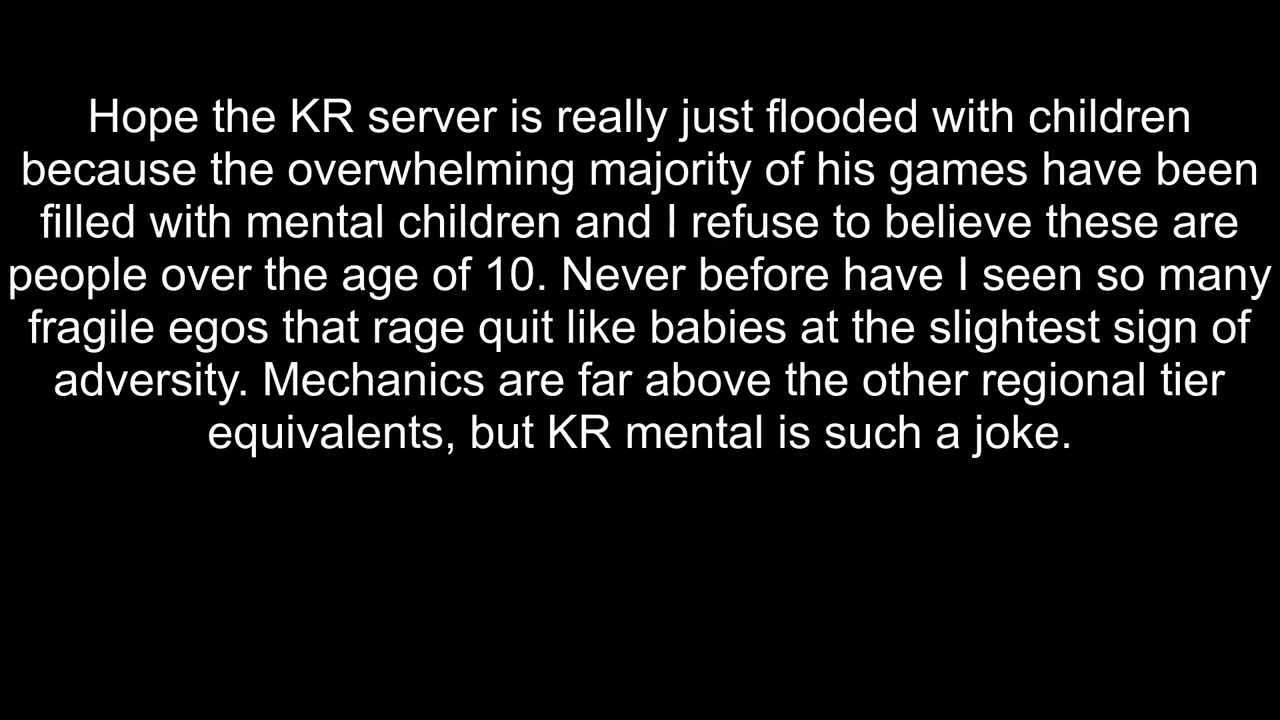 Hope the KR server is really just flooded with children
because the overwhelming majority of his games have been
filled with mental children and I refuse to believe these are
people over the age of 10. Never before have I seen so many
fragile egos that rage quit like babies at the slightest sign of
adversity. Mechanics are far above the other regional tier
equivalents, but KR mental is such a joke.